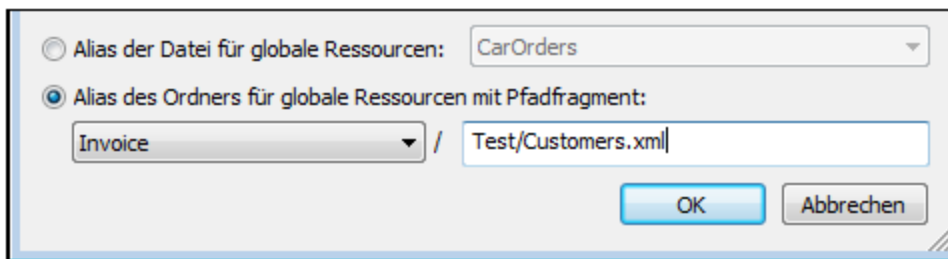 Alias der Datei für globale Ressourcen: CarOrders
Alias des Ordners für globale Ressourcen mit Pfadfragment:
Invoice / Test/Customers.xml
OK Abbrechen